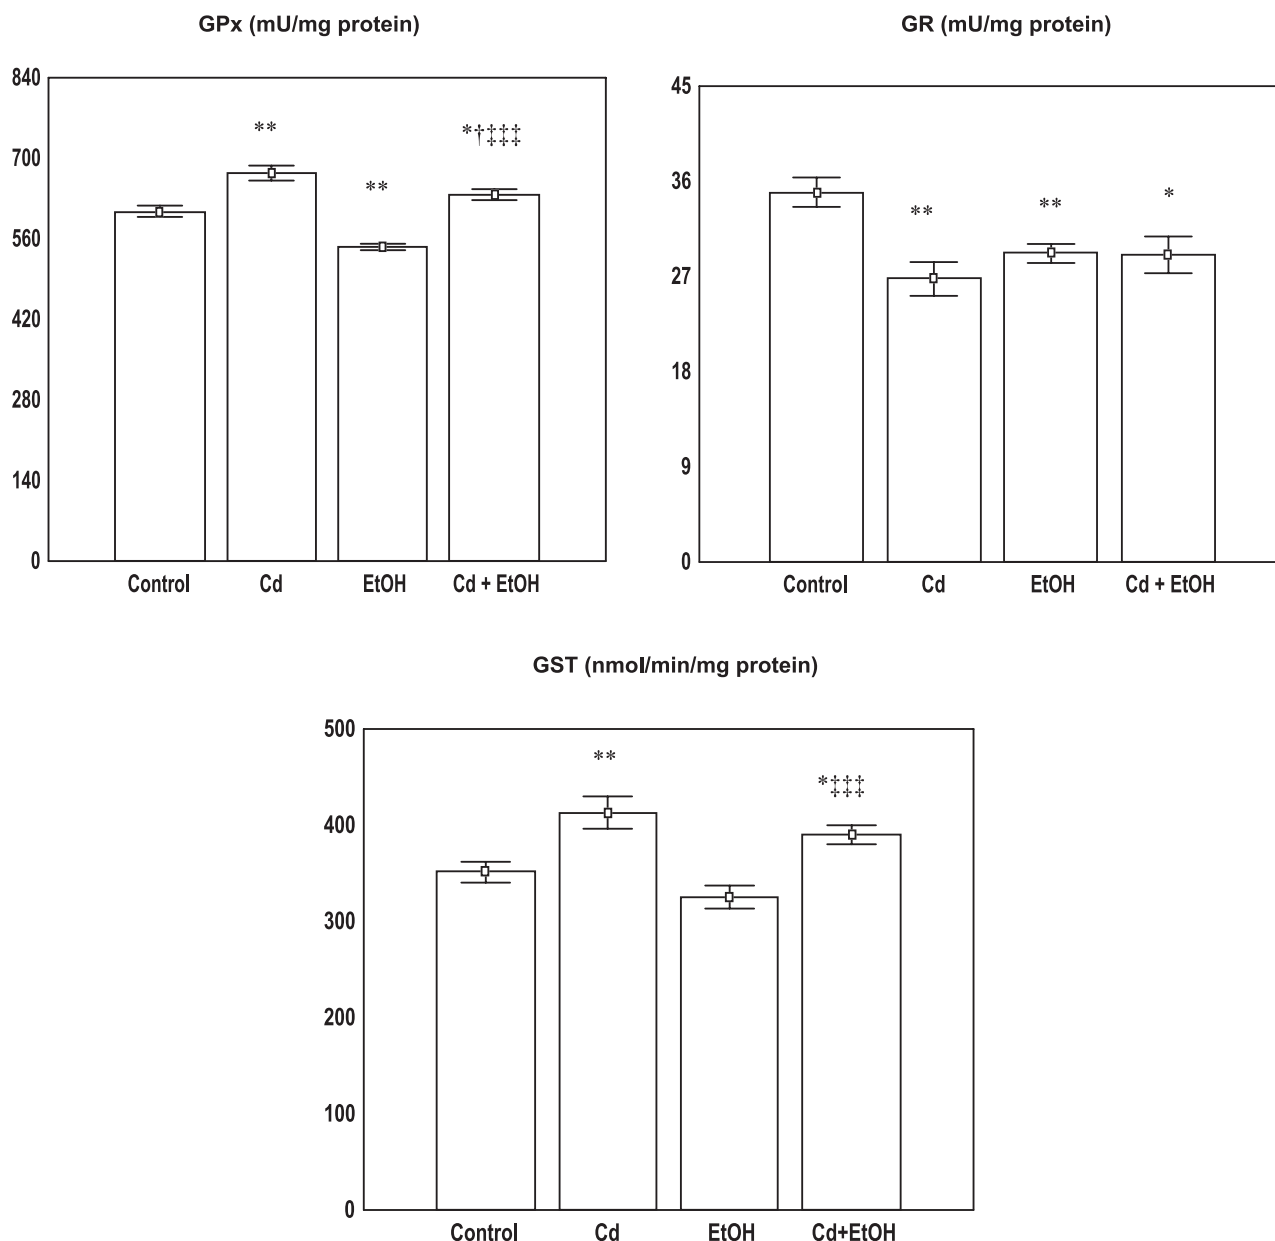 GPx (mU/mg protein)
840
700
560
420
280
140
0
**
**
*†‡‡‡
Control
Cd
EtOH
Cd + EtOH
GR (mU/mg protein)
45
36
27
18
9
0
**
**
*
Control
Cd
EtOH
Cd + EtOH
GST (nmol/min/mg protein)
500
400
300
200
100
0
**
*‡‡‡
Control
Cd
EtOH
Cd+EtOH